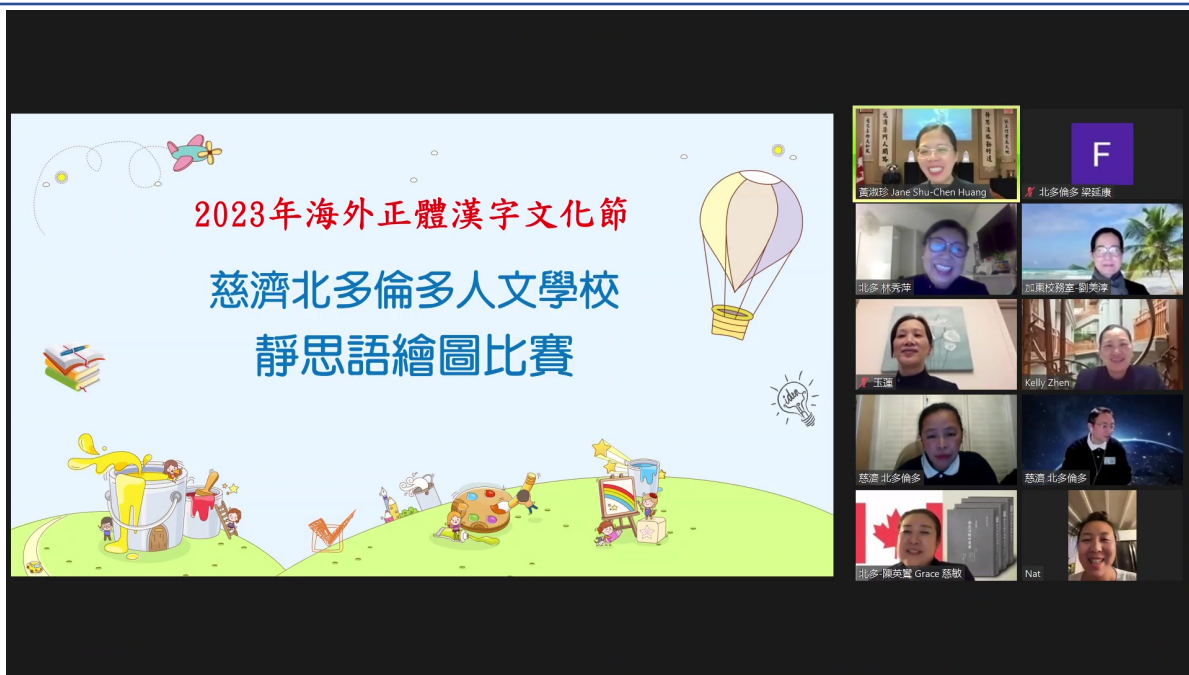 2023年海外正體漢字文化節
慈濟北多倫多人文學校
靜思語繪圖比賽
idea
黃淑珍 Jane Shu-Chen Huang
F
北多倫多 梁延康
北多 林秀萍
加東校務室-劉美淳
玉蓮
Kelly Zhen
慈濟 北多倫多
慈濟 北多倫多
北多-陳英鸞 Grace 慈敏
Nat